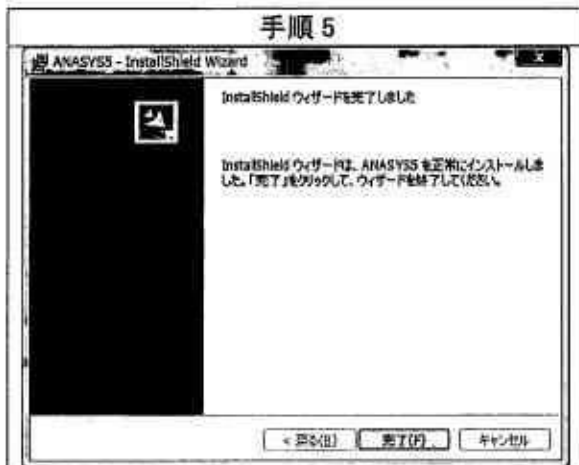 手順5
ANASYS5 - InstallShield Wizard
InstallShield ウィザードを完了しました
InstallShield ウィザードは、ANASYS5 を正常にインストールしま
した。「完了」をクリックして、ウィザードを終了してください。
< 戻る(B)
完了(F)
キャンセル